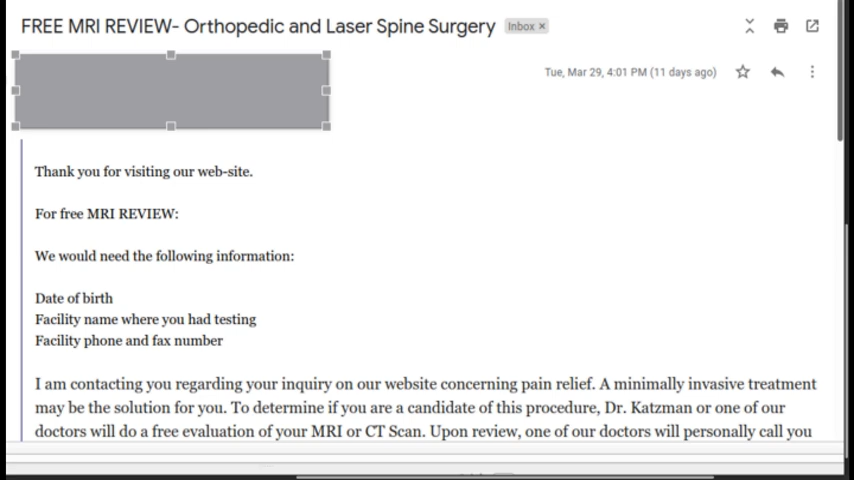 FREE MRI REVIEW- Orthopedic and Laser Spine Surgery Inbox ×
Tue, Mar 29, 4:01 PM (11 days ago)
Thank you for visiting our web-site.
For free MRI REVIEW:
We would need the following information:
Date of birth
Facility name where you had testing
Facility phone and fax number
I am contacting you regarding your inquiry on our website concerning pain relief. A minimally invasive treatment
may be the solution for you. To determine if you are a candidate of this procedure, Dr. Katzman or one of our
doctors will do a free evaluation of your MRI or CT Scan. Upon review, one of our doctors will personally call you